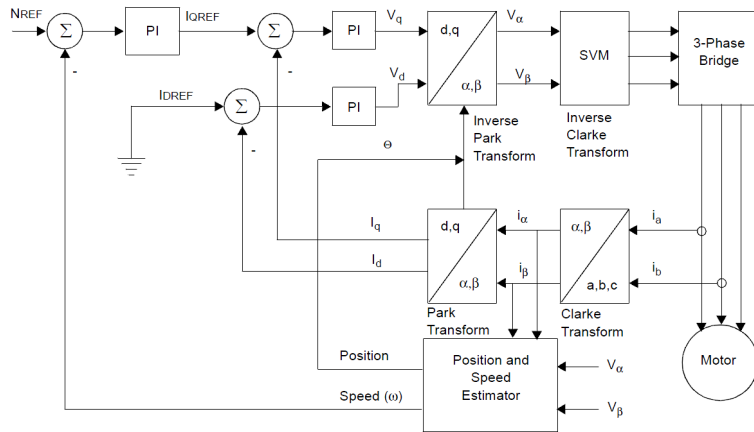 NREF
Σ
-
PI
IQREF
Σ
-
PI
Vq
d,q
α,β
Vα
Vβ
SVM
3-Phase
Bridge
IDREF
Σ
-
PI
Vd
Inverse
Park
Transform
Inverse
Clarke
Transform
Θ
Iq
Id
d,q
α,β
iα
iβ
α,β
a,b,c
ia
ib
Park
Transform
Clarke
Transform
Position
Speed (ω)
Position and
Speed
Estimator
Vα
Vβ
Motor